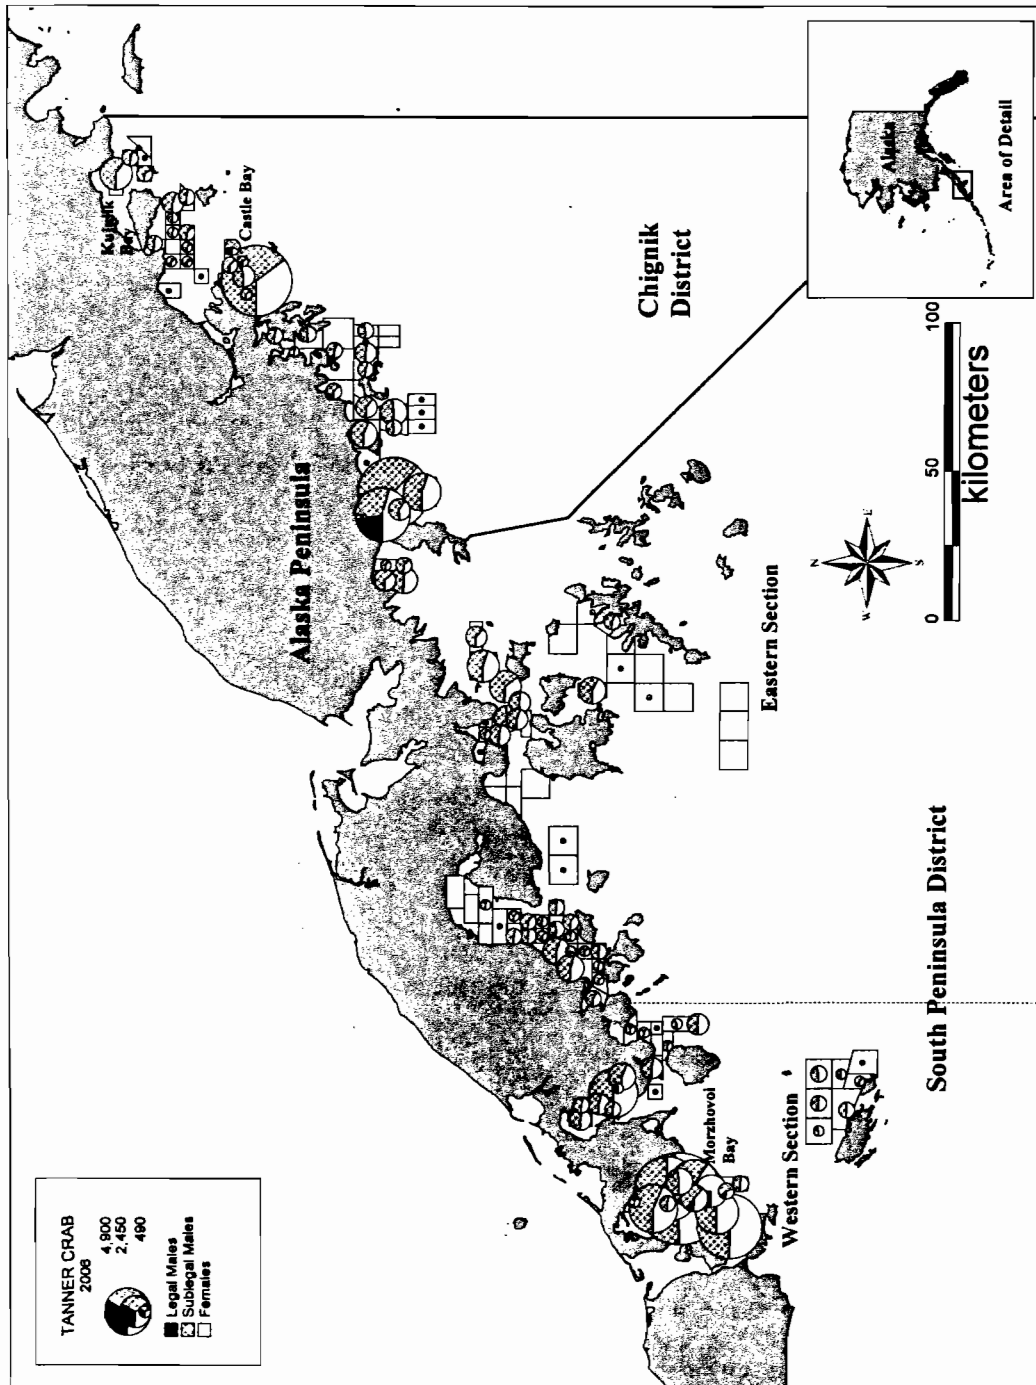 TANNER CRAB
2006
4,900
2,450
490
Legal Males
Sublegal Males
Females
Alaska Peninsula
Kujulik
Bay
Castle Bay
Chignik
District
Eastern Section
South Peninsula District
Western Section
Morzhovoi
Bay
N
E
S
W
0
50
100
kilometers
Alaska
Area of Detail